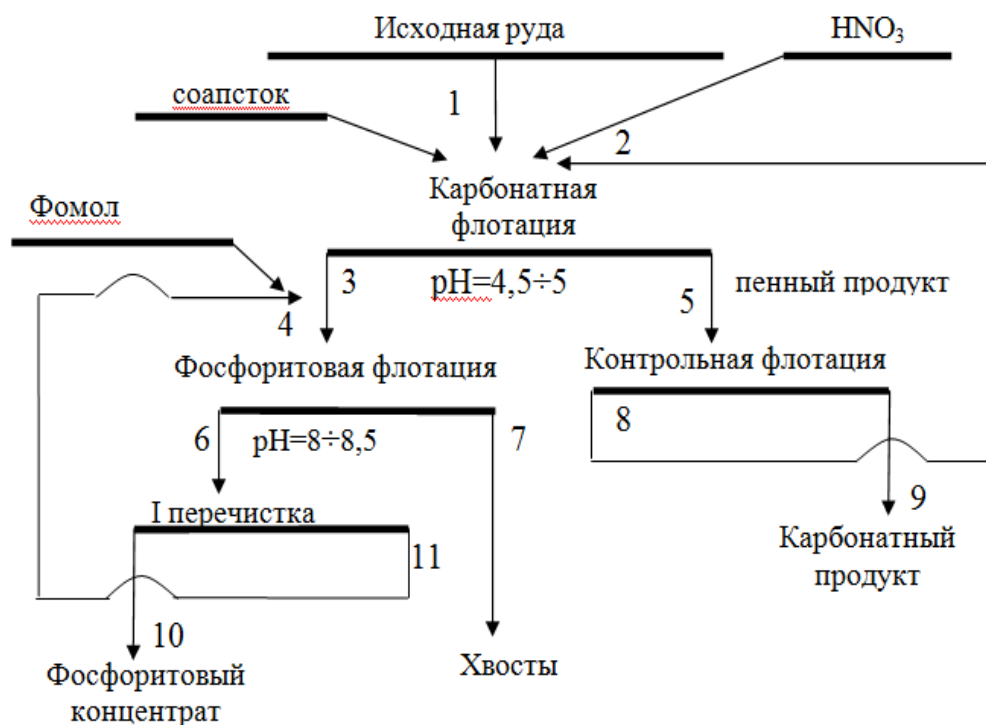 Исходная руда
HNO₃
соапсток
1
2
Карбонатная
флотация
Фомол
3
pH=4,5÷5
5
пенный продукт
4
Фосфоритовая флотация
Контрольная флотация
6
pH=8÷8,5
7
8
I перечистка
9
11
Карбонатный
продукт
10
Фосфоритовый
концентрат
Хвосты